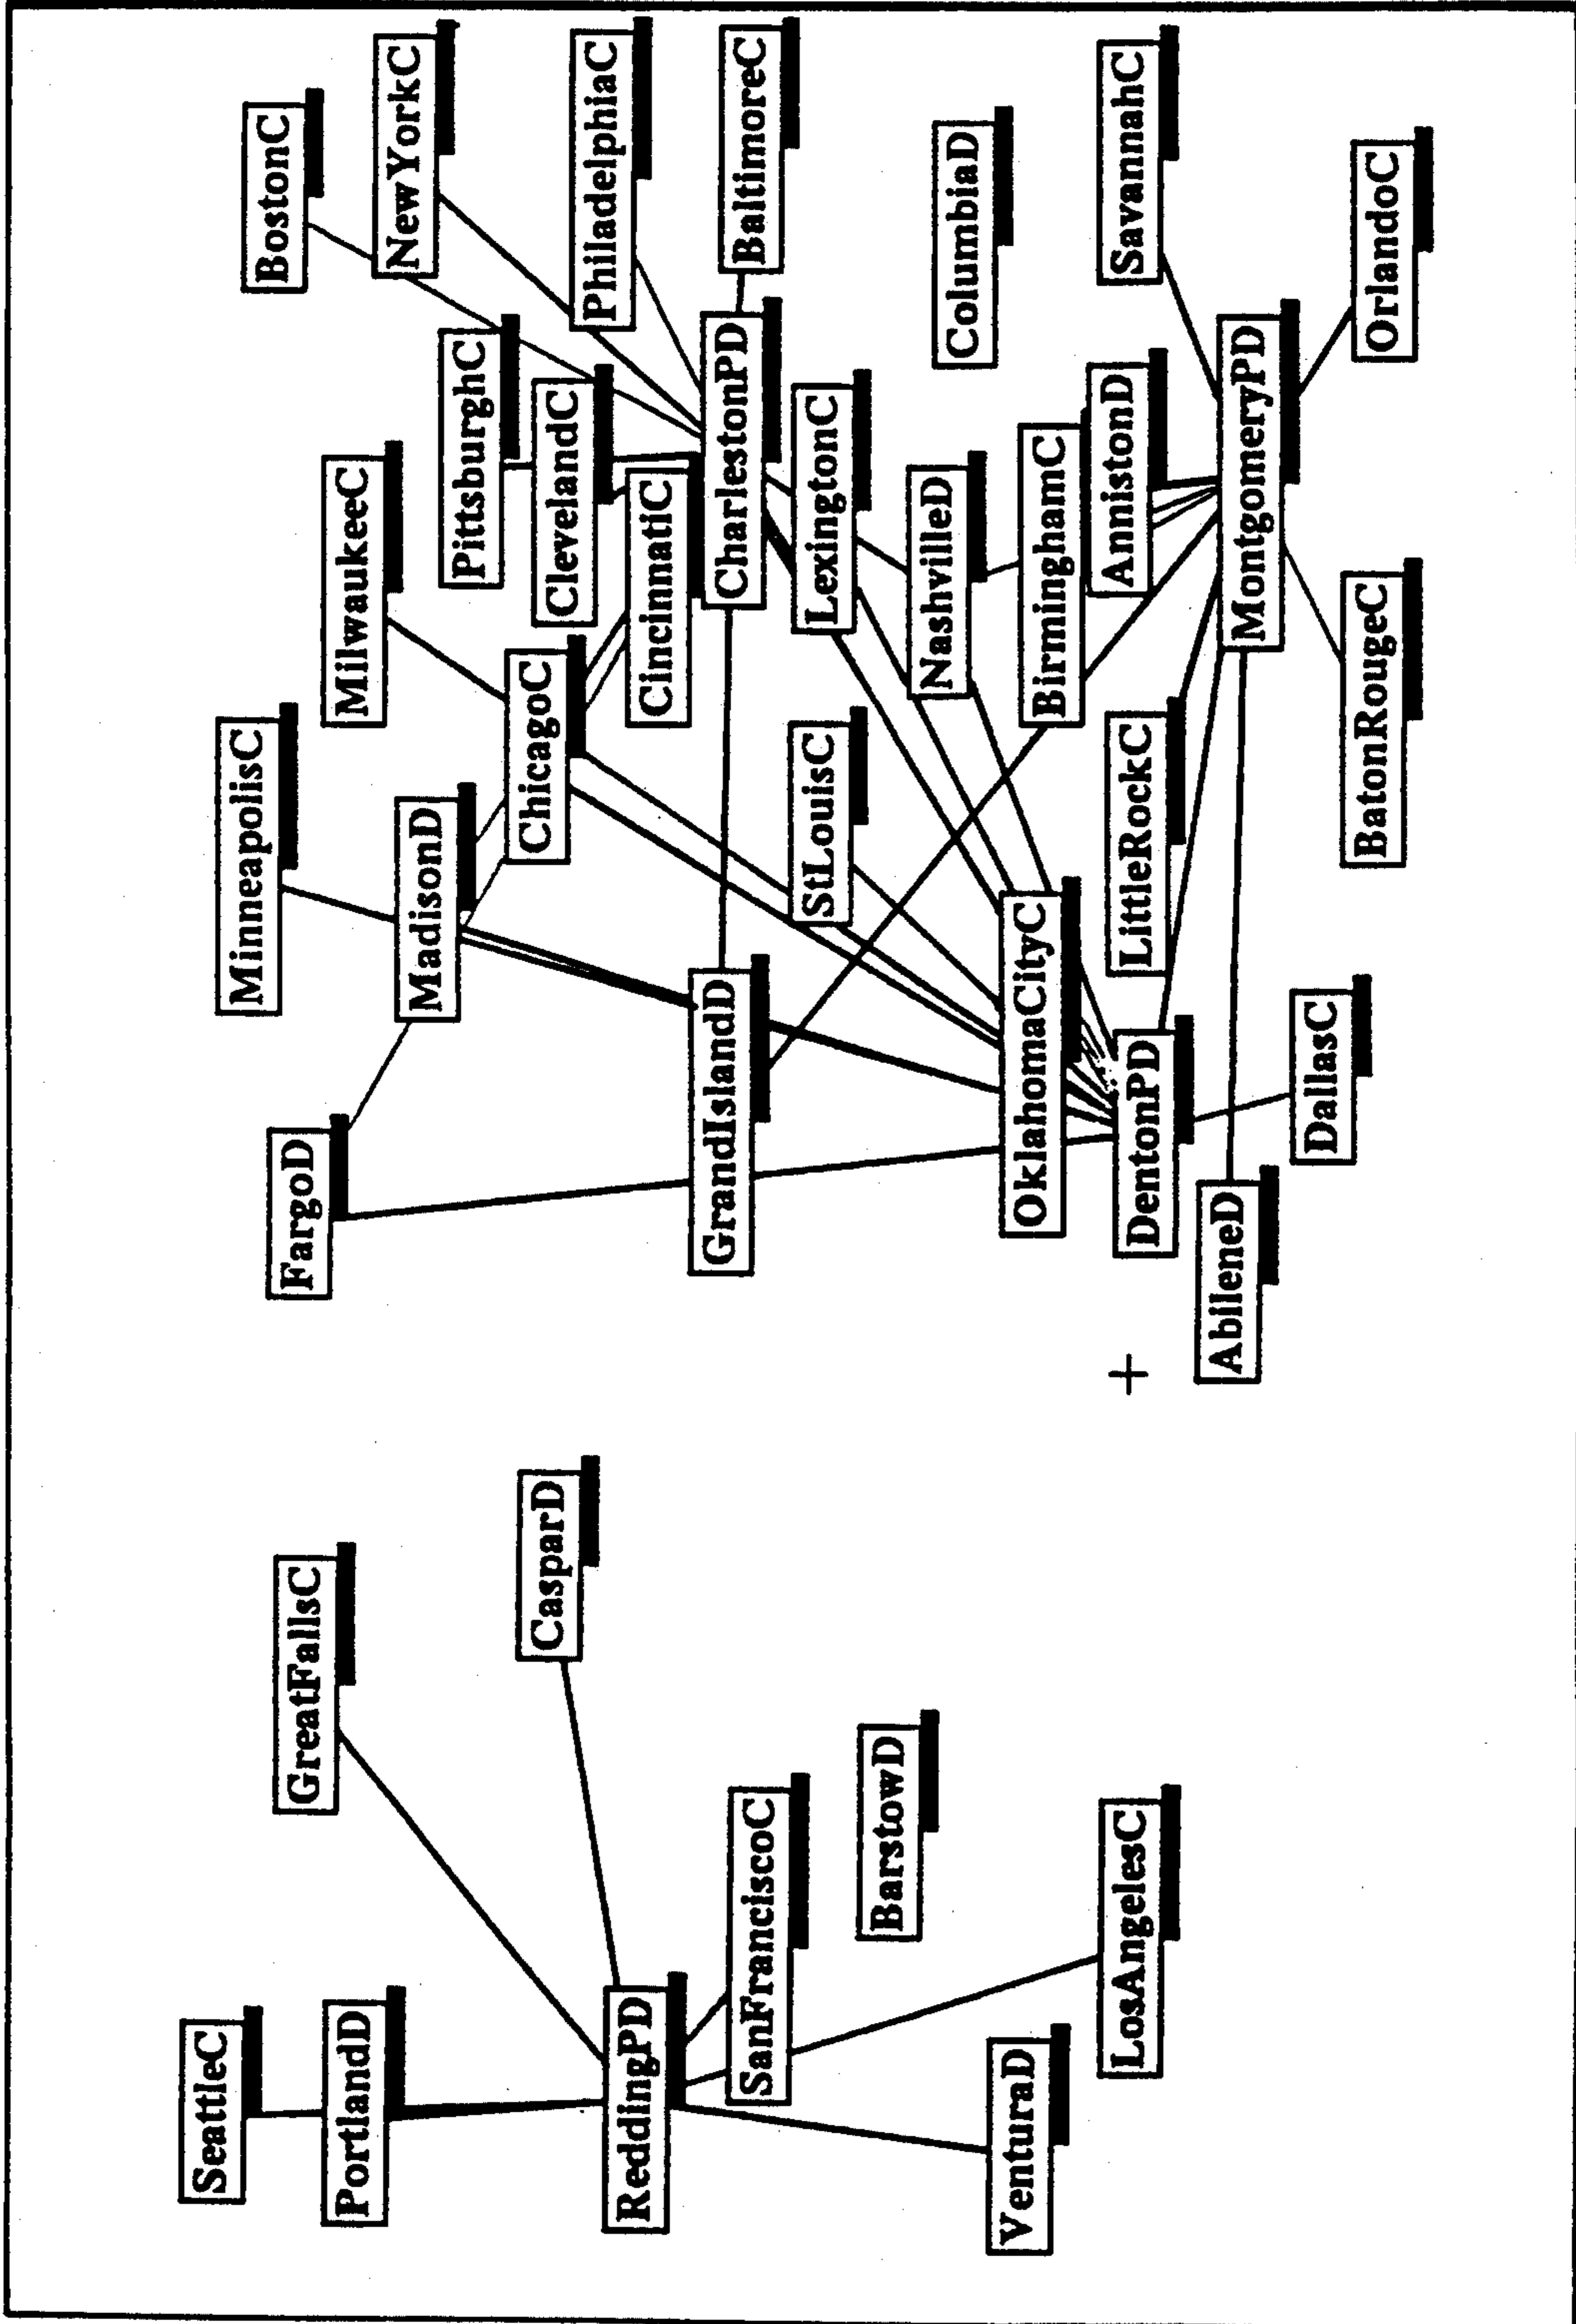 SeattleC
PortlandD
GreatFallsC
FargoD
MinneapolisC
BostonC
MilwaukeeC
NewYorkC
MadisonD
PittsburghC
ChicagoC
ClevelandC
CasparD
PhiladelphiaC
CincinnatiC
ReddingPD
GrandIslandD
CharlestonPD
BaltimoreC
SanFranciscoC
StLouisC
LexingtonC
BarstowD
NashvilleD
ColumbiaD
VenturaD
OklahomaCityC
BirminghamC
AnnistonD
SavannahC
LosAngelesC
LittleRockC
DentonPD
+
AbileneD
MontgomeryPD
DallasC
BatonRougeC
OrlandoC